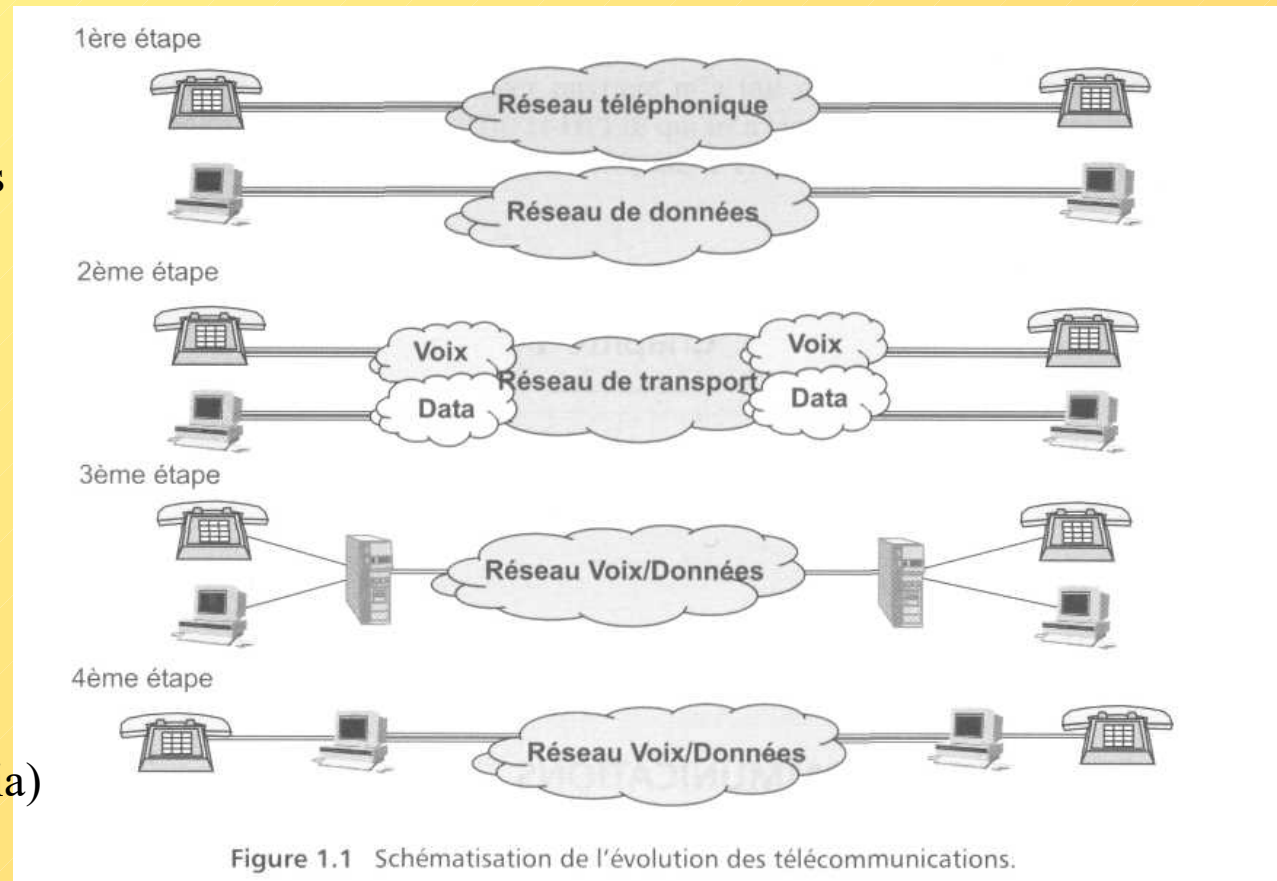 1ère étape
Réseau téléphonique
s
Réseau de données
2ème étape
Voix
Voix
Réseau de transport
Data
Data
3ème étape
Réseau Voix/Données
4ème étape
Réseau Voix/Données
a)
MUNICATIONS
Figure 1.1 Schématisation de l'évolution des télécommunications.